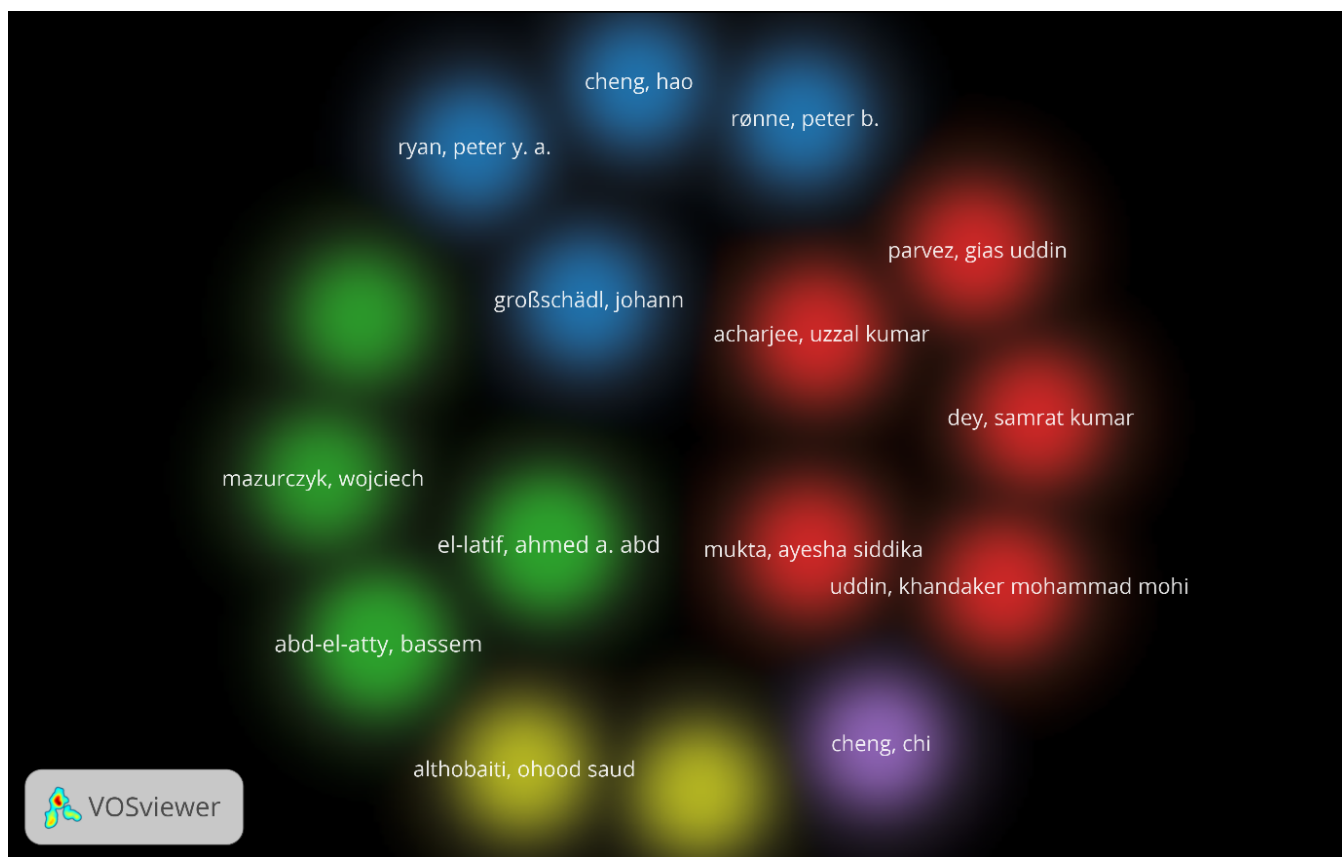 cheng, hao
rønne, peter b.
ryan, peter y. a.
parvez, gias uddin
großschädl, johann
acharjee, uzzal kumar
dey, samrat kumar
mazurczyk, wojciech
el-latif, ahmed a. abd
mukta, ayesha siddika
uddin, khandaker mohammad mohi
abd-el-atty, bassem
cheng, chi
althobaiti, ohood saud
VOSviewer